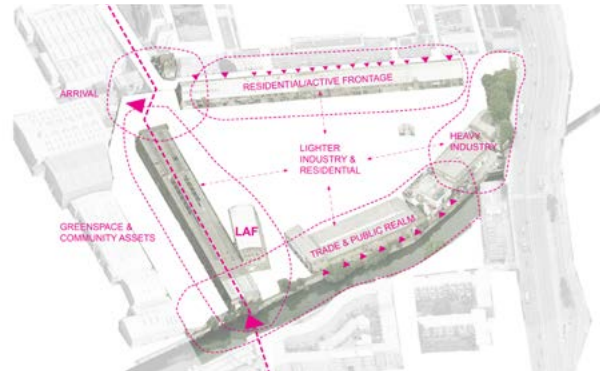 RESIDENTIAL/ACTIVE FRONTAGE
ARRIVAL
HEAVY
INDUSTRY
LIGHTER
INDUSTRY &
RESIDENTIAL
GREENSPACE &
COMMUNITY ASSETS
LAF
TRADE & PUBLIC REALM